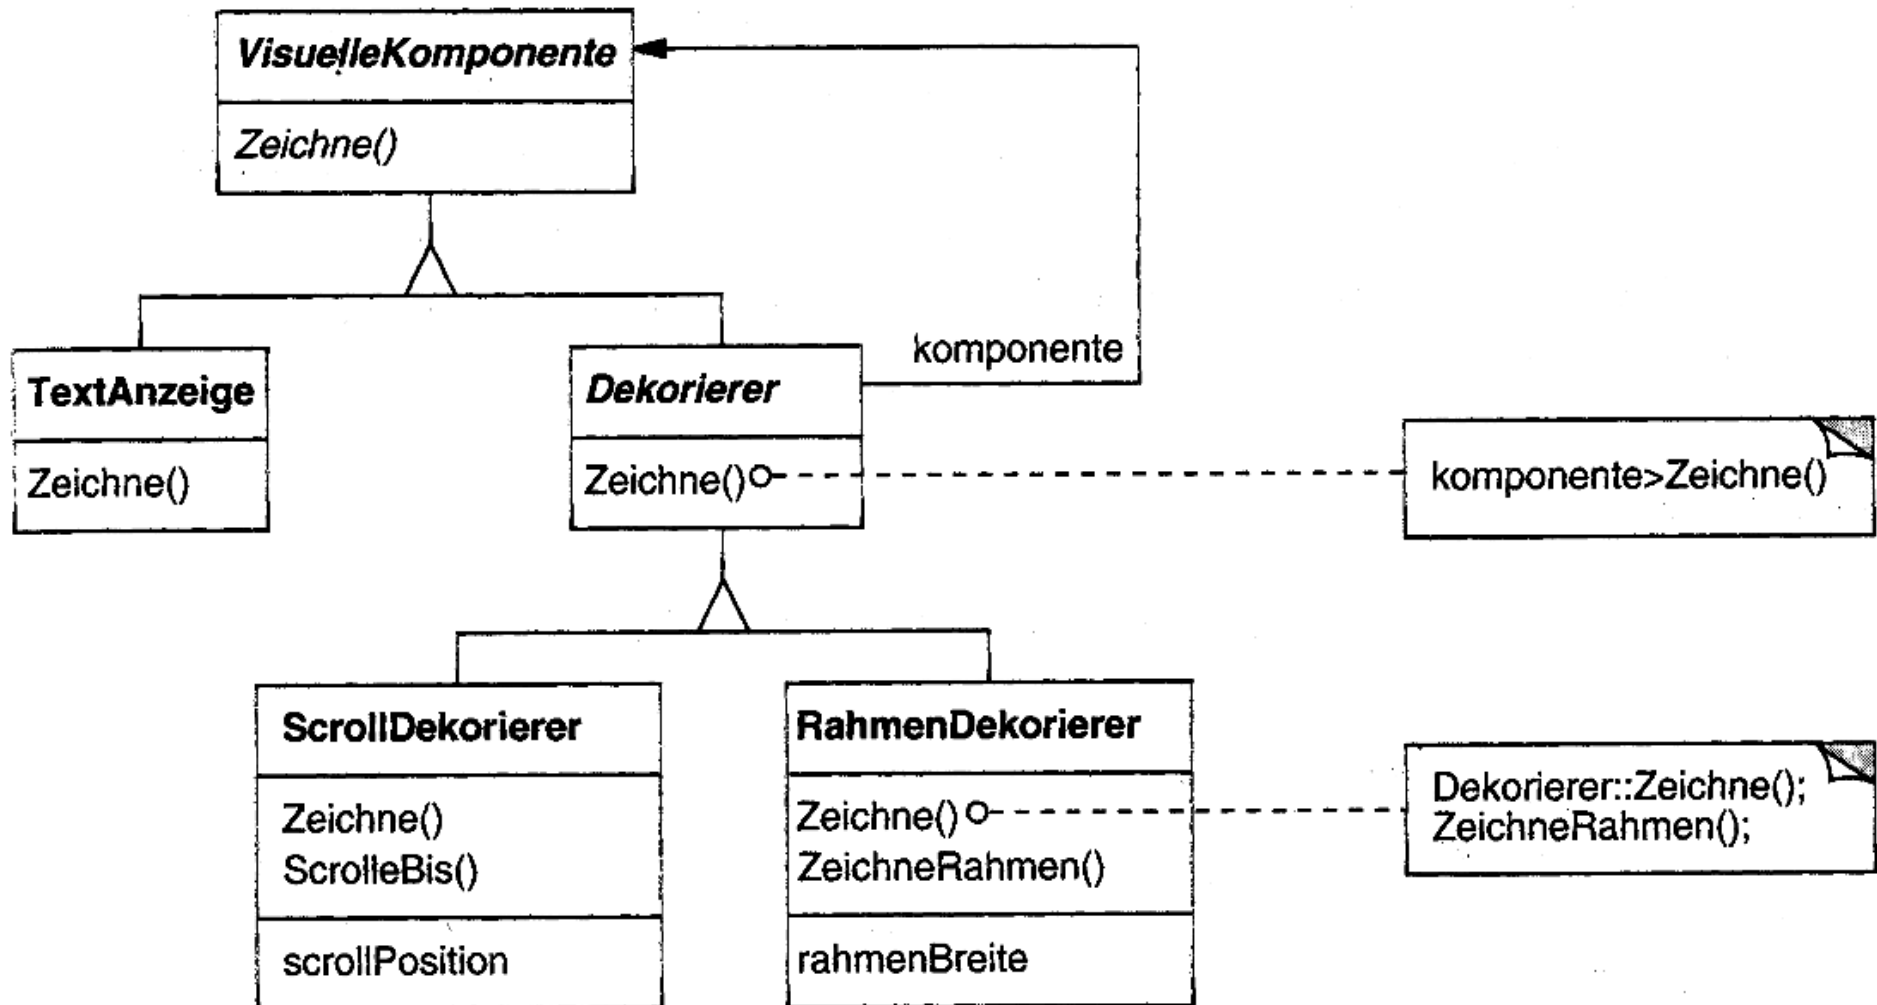 VisuelleKomponente
Zeichne()
komponente
TextAnzeige
Zeichne()
Dekorierer
Zeichne()
komponente>Zeichne()
ScrollDekorierer
Zeichne()
ScrolleBis()
scrollPosition
RahmenDekorierer
Zeichne()
ZeichneRahmen()
rahmenBreite
Dekorierer::Zeichne();
ZeichneRahmen();